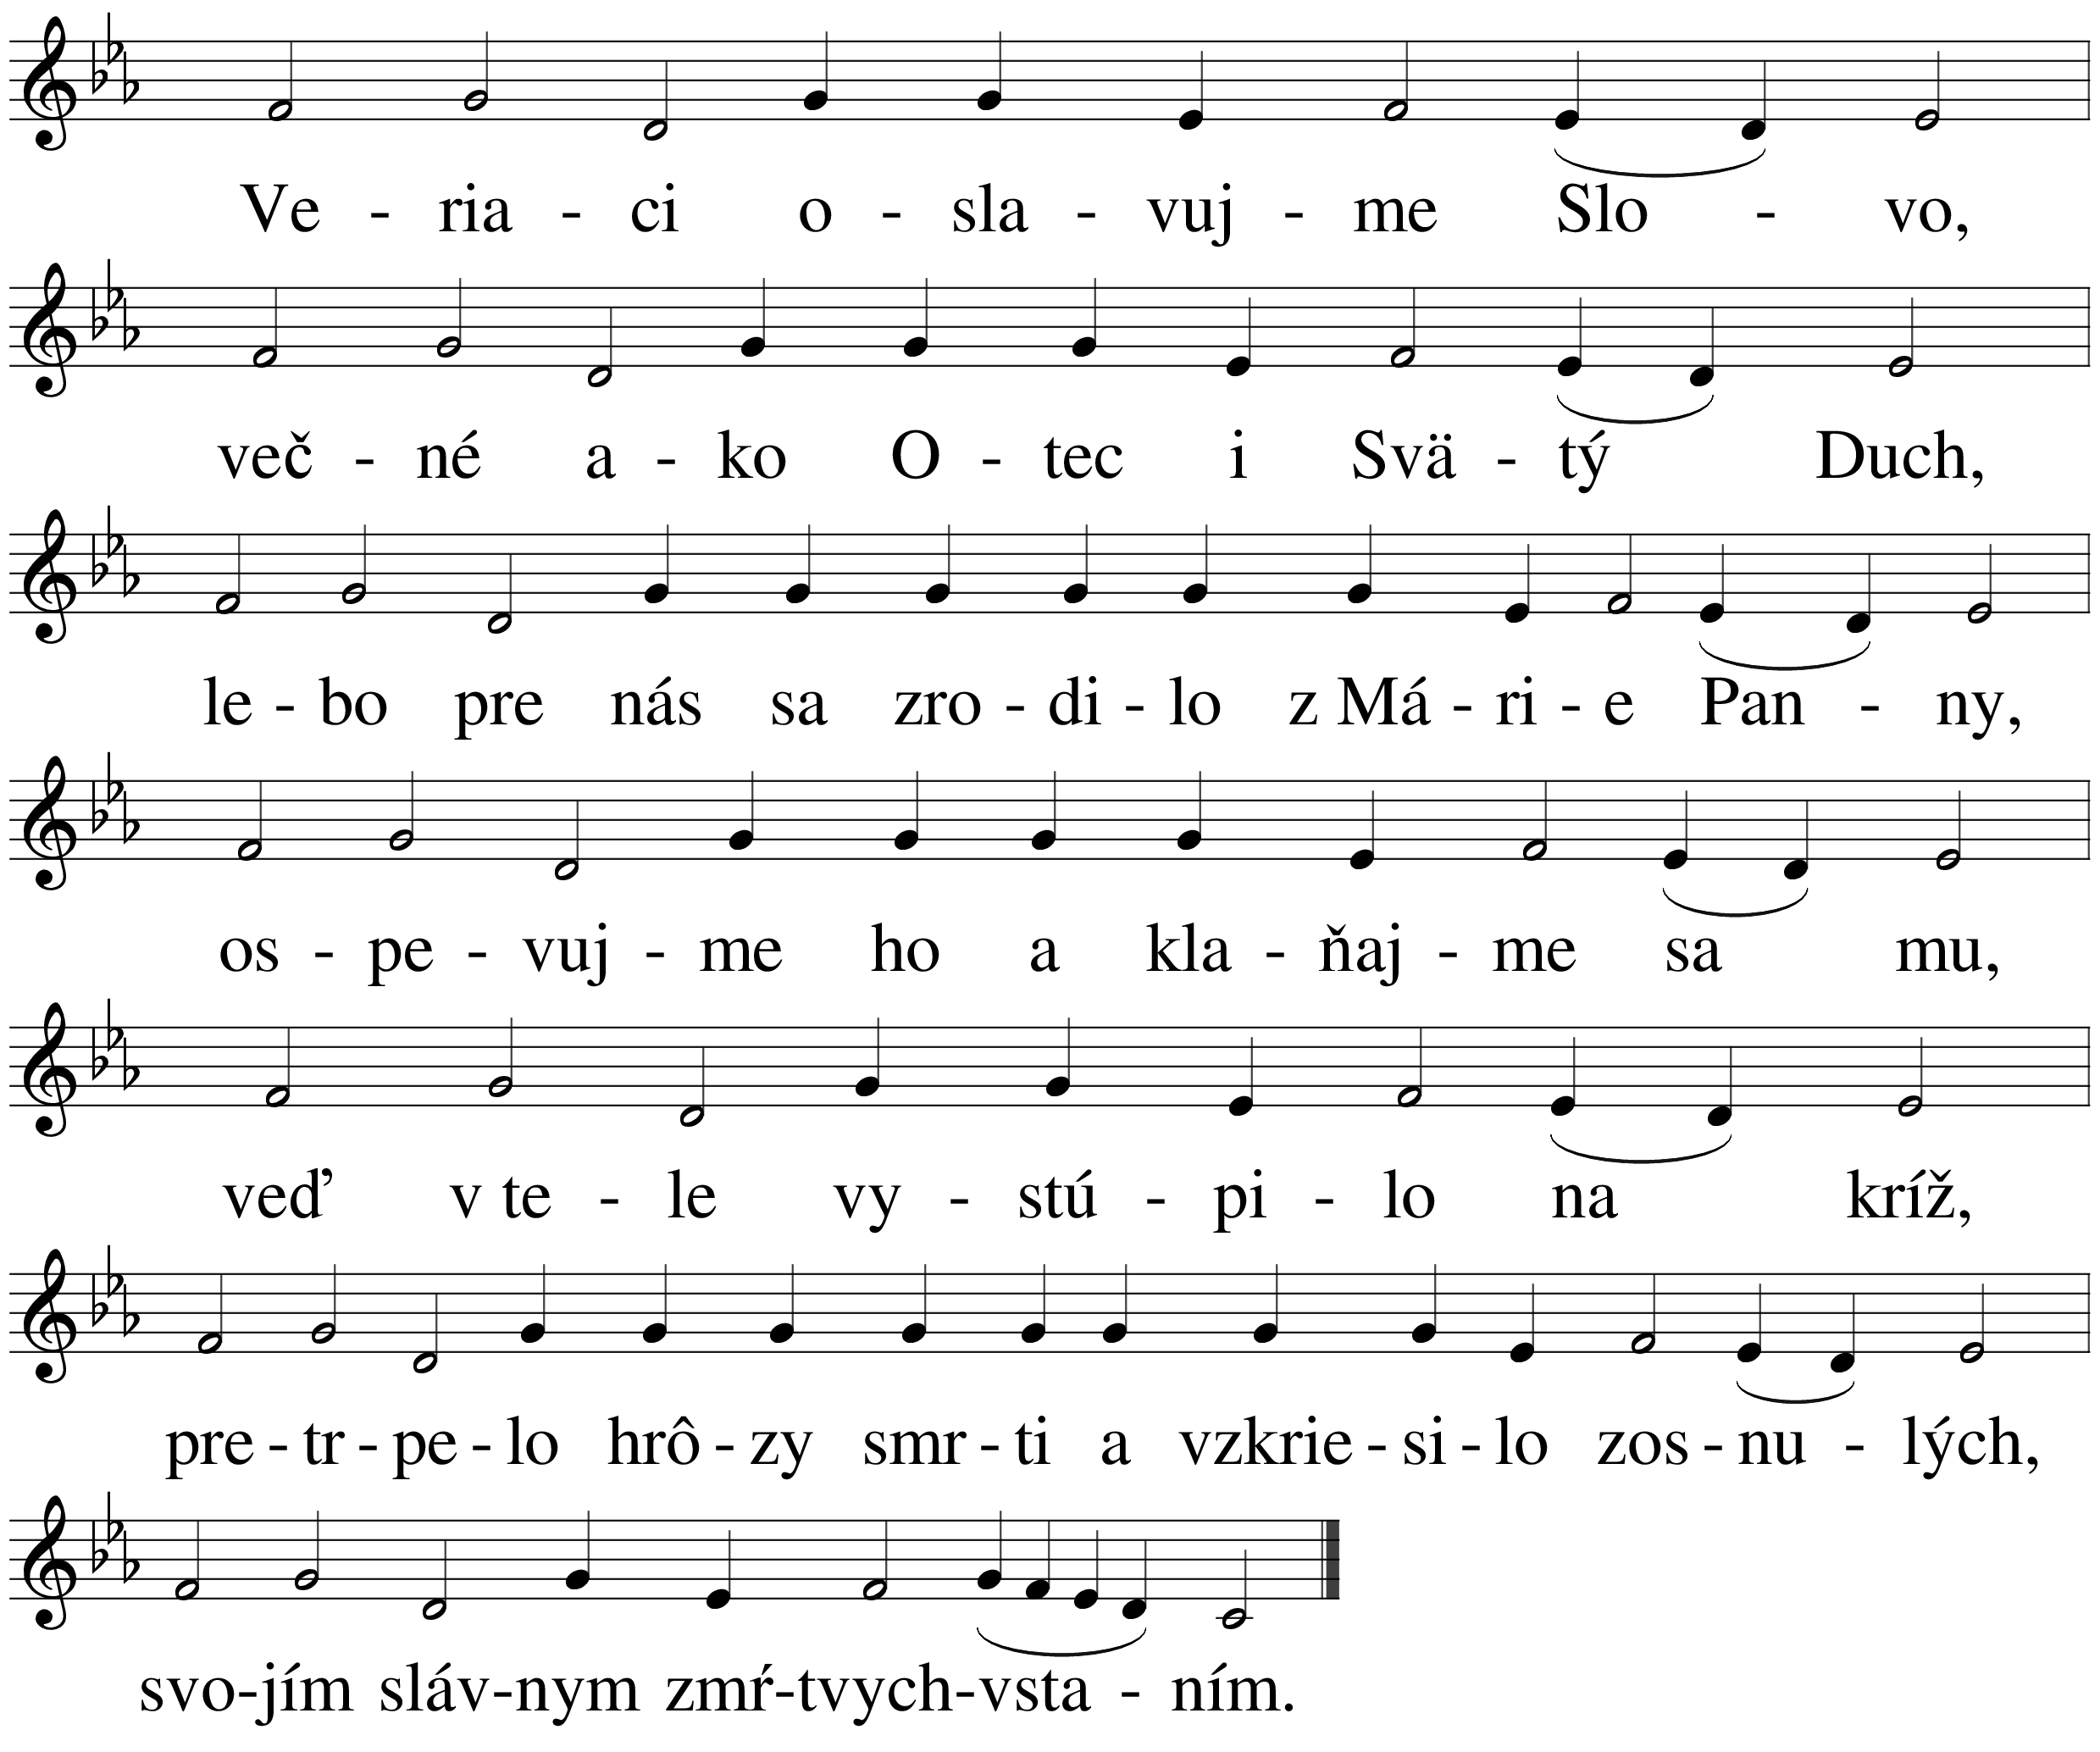 Ve - ria - ci o - sla - vuj - me Slo - vo,
več - né a - ko O - tec i Svä - tý Duch,
le - bo pre nás sa zro - di - lo z Má - ri - e Pan - ny,
os - pe - vuj - me ho a kla - ňaj - me sa mu,
veď v te - le vy - stú - pi - lo na kríž,
pre - tr - pe - lo hrô - zy smr - ti a vzkrie - si - lo zos - nu - lých,
svo-jím sláv-nym zmŕ-tvych-vsta - ním.